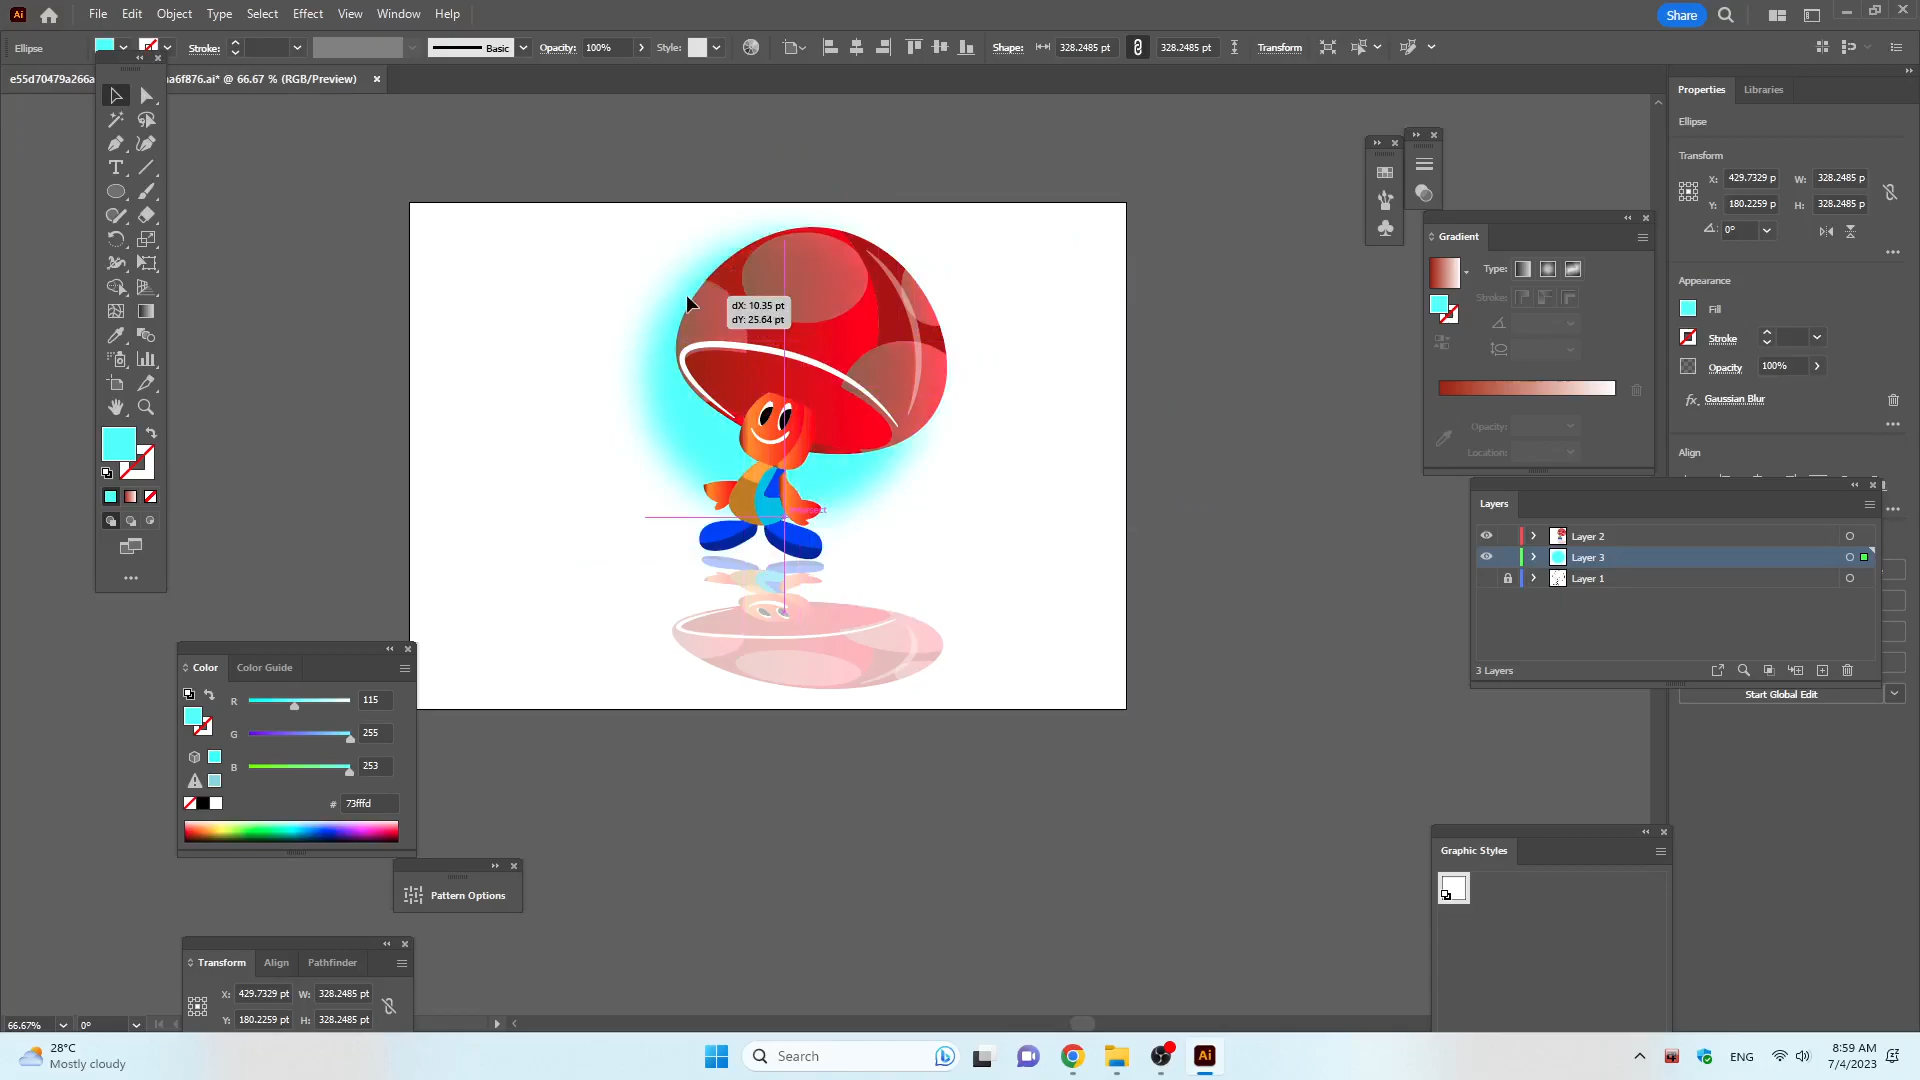 Ai File Edit Object Type Select Effect View Window Help Share
Ellipse Stroke: Basic Opacity: 100% Style: Shape: 328.2485 pt 328.2485 pt Transform
e55d70479a266a a6f876.ai* @ 66.67 % (RGB/Preview)
Properties Libraries
Ellipse
Transform
X: 429.7329 p W: 328.2485 p
Y: 180.2259 p H: 328.2485 p
0°
Appearance
Fill
Stroke
Opacity 100%
fx Gaussian Blur
Align
Start Global Edit
Gradient
Type:
Stroke:
Opacity:
Location:
Layers
Layer 2
Layer 3
Layer 1
3 Layers
dX: 10.35 pt
dY: 25.64 pt
Color Color Guide
R 115
G 255
B 253
# 73fffd
Pattern Options
Graphic Styles
Transform Align Pathfinder
X: 429.7329 pt W: 328.2485 pt
Y: 180.2259 pt H: 328.2485 pt
66.67% 0°
28°C
Mostly cloudy
Search
Ai
ENG
8:59 AM
7/4/2023